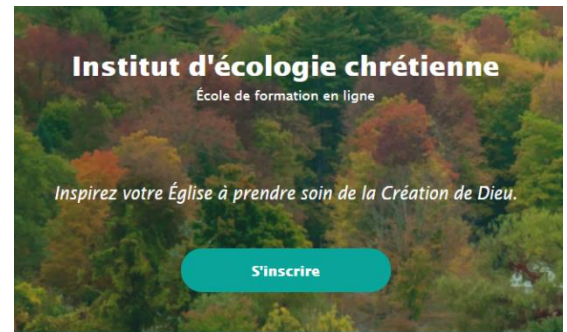 Institut d'écologie chrétienne
École de formation en ligne
Inspirez votre Église à prendre soin de la Création de Dieu.
S'inscrire